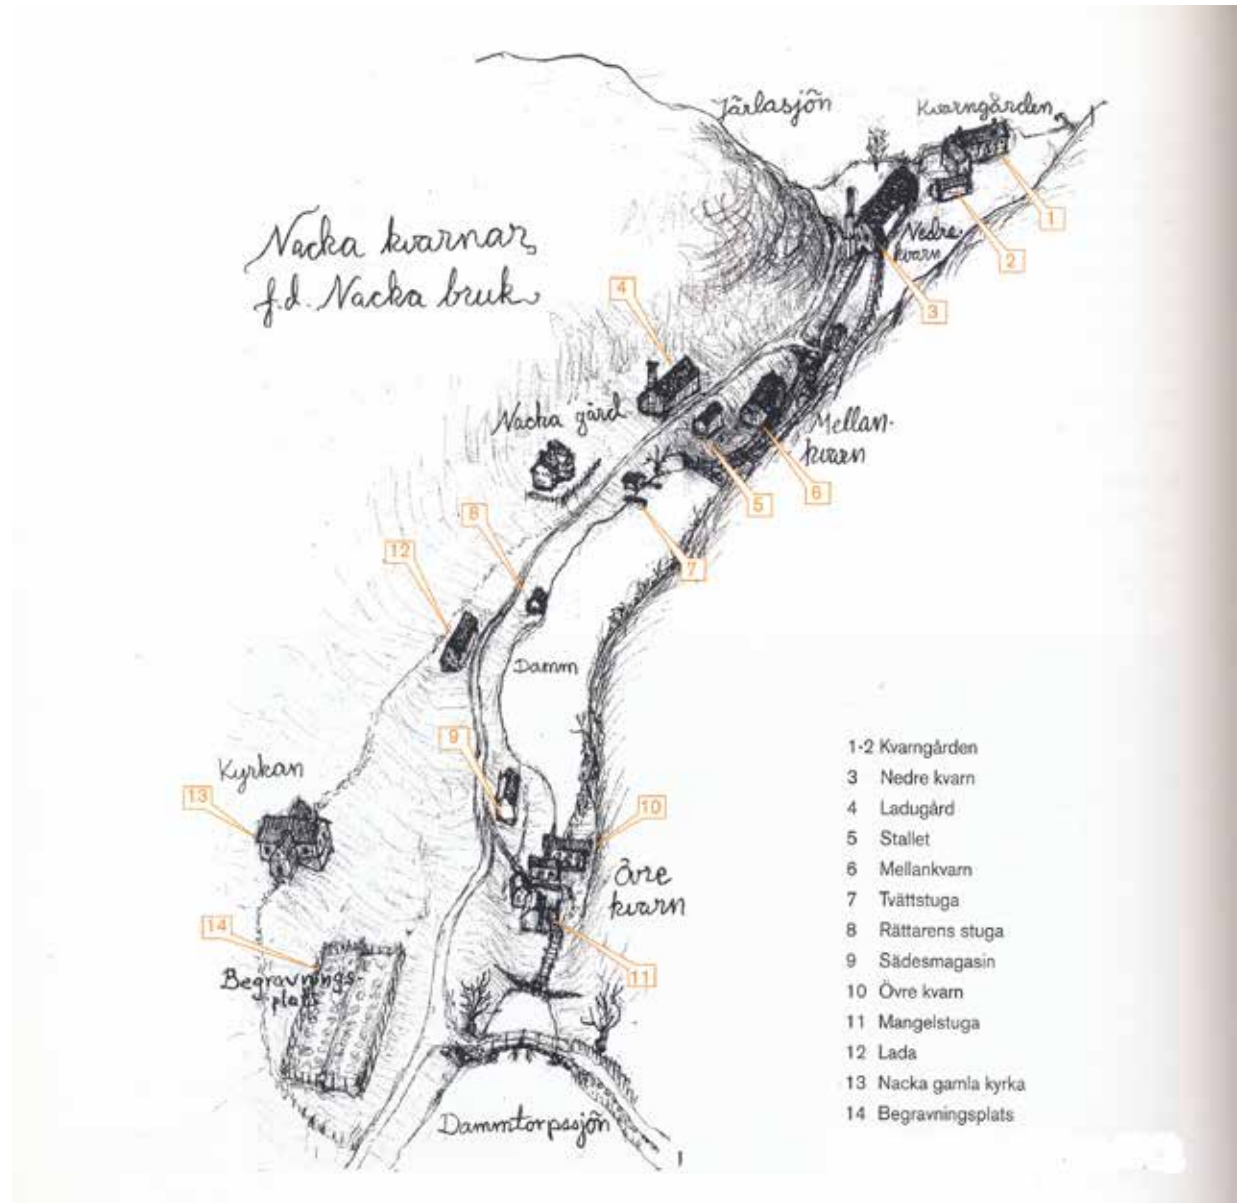 Järlasjön
Kvarngården
1
Nacka kvarnar,
f.d. Nacka bruk
Nedre
kvarn
2
4
3
Nacka gård
Mellan-
kvarn
6
5
8
7
12
Damm
9
Kyrkan
13
10
Övre
kvarn
14
Begravnings-
plats
11
Dammtorpssjön
1-2 Kvarngården
3 Nedre kvarn
4 Ladugård
5 Stallet
6 Mellankvarn
7 Tvättstuga
8 Rättarens stuga
9 Sädesmagasin
10 Övre kvarn
11 Mangelstuga
12 Lada
13 Nacka gamla kyrka
14 Begravningsplats